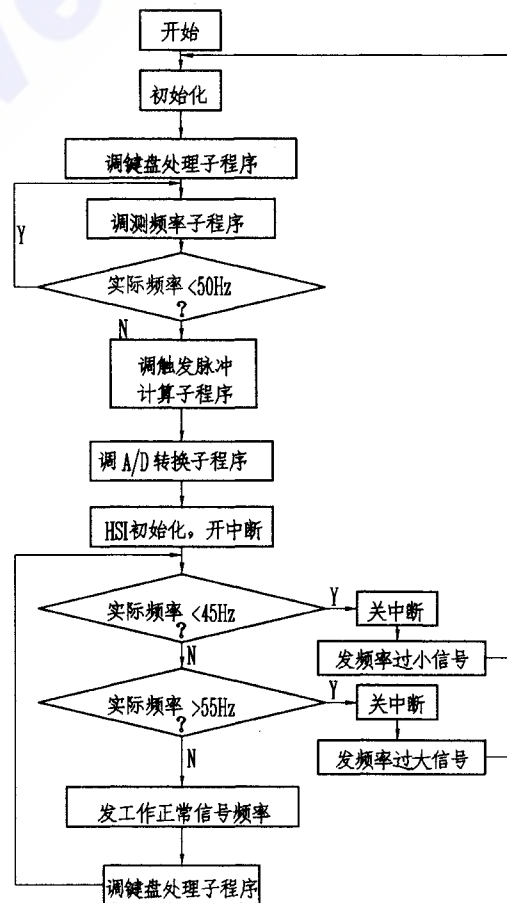 开始
初始化
调键盘处理子程序
调测频率子程序
Y
实际频率<50Hz
?
N
调触发脉冲
计算子程序
调A/D转换子程序
HSI初始化，开中断
实际频率<45Hz
?
Y
关中断
发频率过小信号
N
实际频率>55Hz
?
Y
关中断
发频率过大信号
N
发工作正常信号频率
调键盘处理子程序